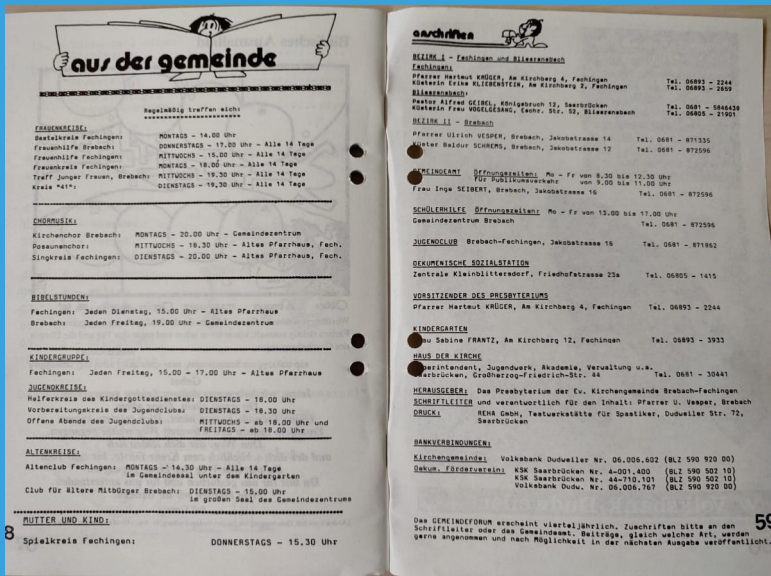 aus der gemeinde
Regelmäßig treffen sich:
FRAUENKREISE:
Bastelkreis Fechingen: MONTAGS - 14.00 Uhr
Frauenhilfe Brebach: DONNERSTAGS - 17.00 Uhr - Alle 14 Tage
Frauenhilfe Fechingen: MITTWOCHS - 15.00 Uhr - Alle 14 Tage
Frauenkreis Fechingen: MONTAGS - 18.00 Uhr - Alle 14 Tage
Treff junger Frauen, Brebach: MITTWOCHS - 19.30 Uhr - Alle 14 Tage
Kreis "41": DIENSTAGS - 19.30 Uhr - Alle 14 Tage
CHORMUSIK:
Kirchenchor Brebach: MONTAGS - 20.00 Uhr - Gemeindezentrum
Posaunenchor: MITTWOCHS - 18.30 Uhr - Altes Pfarrhaus, Fech.
Singkreis Fechingen: DIENSTAGS - 20.00 Uhr - Altes Pfarrhaus, Fech.
BIBELSTUNDEN:
Fechingen: Jeden Dienstag, 15.00 Uhr - Altes Pfarrhaus
Brebach: Jeden Freitag, 19.00 Uhr - Gemeindezentrum
KINDERGRUPPE:
Fechingen: Jeden Freitag, 15.00 - 17.00 Uhr - Altes Pfarrhaus
JUGENDKREISE:
Helferkreis des Kindergottesdienstes: DIENSTAGS - 18.00 Uhr
Vorbereitungskreis des Jugendclubs: DIENSTAGS - 18.30 Uhr
Offene Abende des Jugendclubs: MITTWOCHS - ab 18.00 Uhr und
FREITAGS - ab 18.00 Uhr
ALTENKREISE:
Altenclub Fechingen: MONTAGS - 14.30 Uhr - Alle 14 Tage
im Gemeindesaal unter dem Kindergarten
Club für ältere Mitbürger Brebach: DIENSTAGS - 15.00 Uhr
im großen Saal des Gemeindezentrums
MUTTER UND KIND:
Spielkreis Fechingen: DONNERSTAGS - 15.30 Uhr
8
anschriften
BEZIRK I - Fechingen und Bliesransbach
Fechingen:
Pfarrer Hartmut KRÜGER, Am Kirchberg 4, Fechingen Tel. 06893 - 2244
Küsterin Erika KLIEBENSTEIN, Am Kirchberg 2, Fechingen Tel. 06893 - 2659
Bliesransbach:
Pastor Alfred GEIBEL, Königsbruch 12, Saarbrücken Tel. 0681 - 5846439
Küsterin Frau VOGELGESANG, Eschr. Str. 52, Bliesransbach Tel. 06805 - 21901
BEZIRK II - Brebach
Pfarrer Ulrich VESPER, Brebach, Jakobstrasse 14 Tel. 0681 - 871335
Küster Baldur SCHREMS, Brebach, Jakobstrasse 12 Tel. 0681 - 872596
GEMEINDEAMT Öffnungszeiten: Mo - Fr von 8.30 bis 12.30 Uhr
für Publikumsverkehr von 9.00 bis 11.00 Uhr
Frau Inge SEIBERT, Brebach, Jakobstrasse 16 Tel. 0681 - 872596
SCHÜLERHILFE Öffnungszeiten: Mo - Fr von 13.00 bis 17.00 Uhr
Gemeindezentrum Brebach Tel. 0681 - 872596
JUGENDCLUB Brebach-Fechingen, Jakobstrasse 16 Tel. 0681 - 871962
OEKUMENISCHE SOZIALSTATION
Zentrale Kleinblittersdorf, Friedhofstrasse 23a Tel. 06805 - 1415
VORSITZENDER DES PRESBYTERIUMS
Pfarrer Hartmut KRÜGER, Am Kirchberg 4, Fechingen Tel. 06893 - 2244
KINDERGARTEN
au Sabine FRANTZ, Am Kirchberg 12, Fechingen Tel. 06893 - 3933
HAUS DER KIRCHE
perintendent, Jugendwerk, Akademie, Verwaltung u.a.
aarbrücken, Großherzog-Friedrich-Str. 44 Tel. 0681 - 30441
HERAUSGEBER: Das Presbyterium der Ev. Kirchengemeinde Brebach-Fechingen
SCHRIFTLEITER und verantwortlich für den Inhalt: Pfarrer U. Vesper, Brebach
DRUCK: REHA GmbH, Testwerkstätte für Spastiker, Dudweiler Str. 72,
Saarbrücken
BANKVERBINDUNGEN:
Kirchengemeinde: Volksbank Dudweiler Nr. 06.006.602 (BLZ 590 920 00)
Oekum. Förderverein: KSK Saarbrücken Nr. 4-001.400 (BLZ 590 502 10)
KSK Saarbrücken Nr. 44-710.101 (BLZ 590 502 10)
Volksbank Dudw. Nr. 06.006.767 (BLZ 590 920 00)
Das GEMEINDEFORUM erscheint vierteljährlich. Zuschriften bitte an den
Schriftleiter oder das Gemeindeamt. Beiträge, gleich welcher Art, werden
gerne angenommen und nach Möglichkeit in der nächsten Ausgabe veröffentlicht.
59